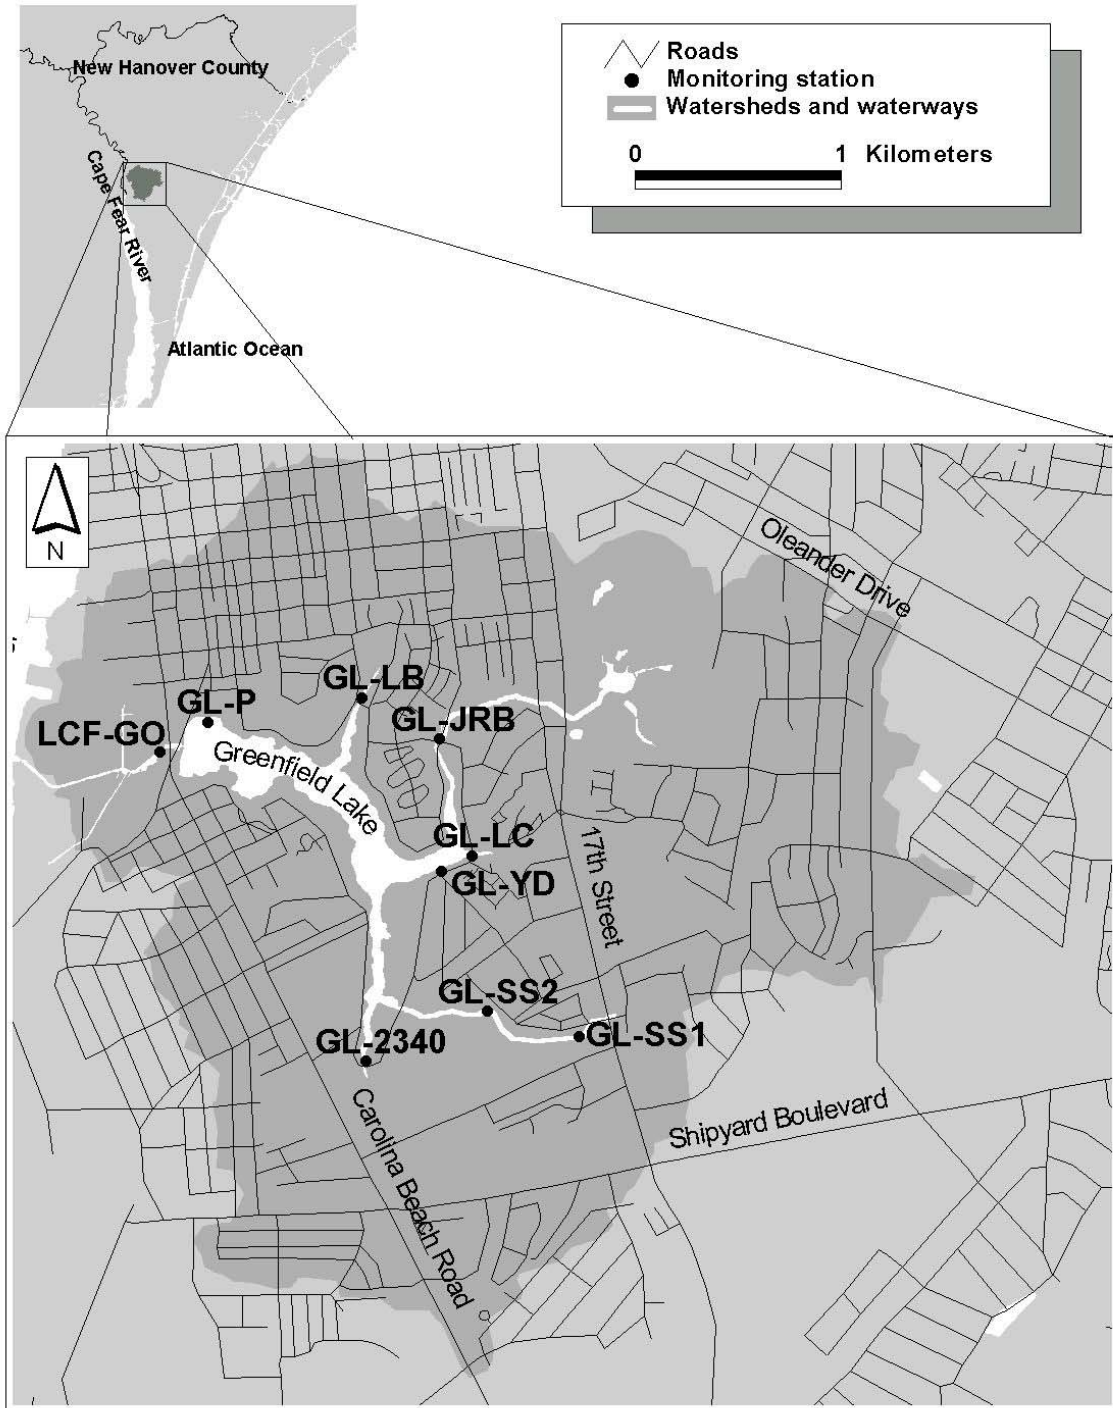 New Hanover County
Cape Fear River
Atlantic Ocean
Roads
Monitoring station
Watersheds and waterways
0 1 Kilometers
N
Oleander Drive
GL-LB
GL-P
GL-JRB
LCF-GO
Greenfield Lake
GL-LC
GL-YD
17th Street
GL-SS2
GL-SS1
GL-2340
Carolina Beach Road
Shipyard Boulevard